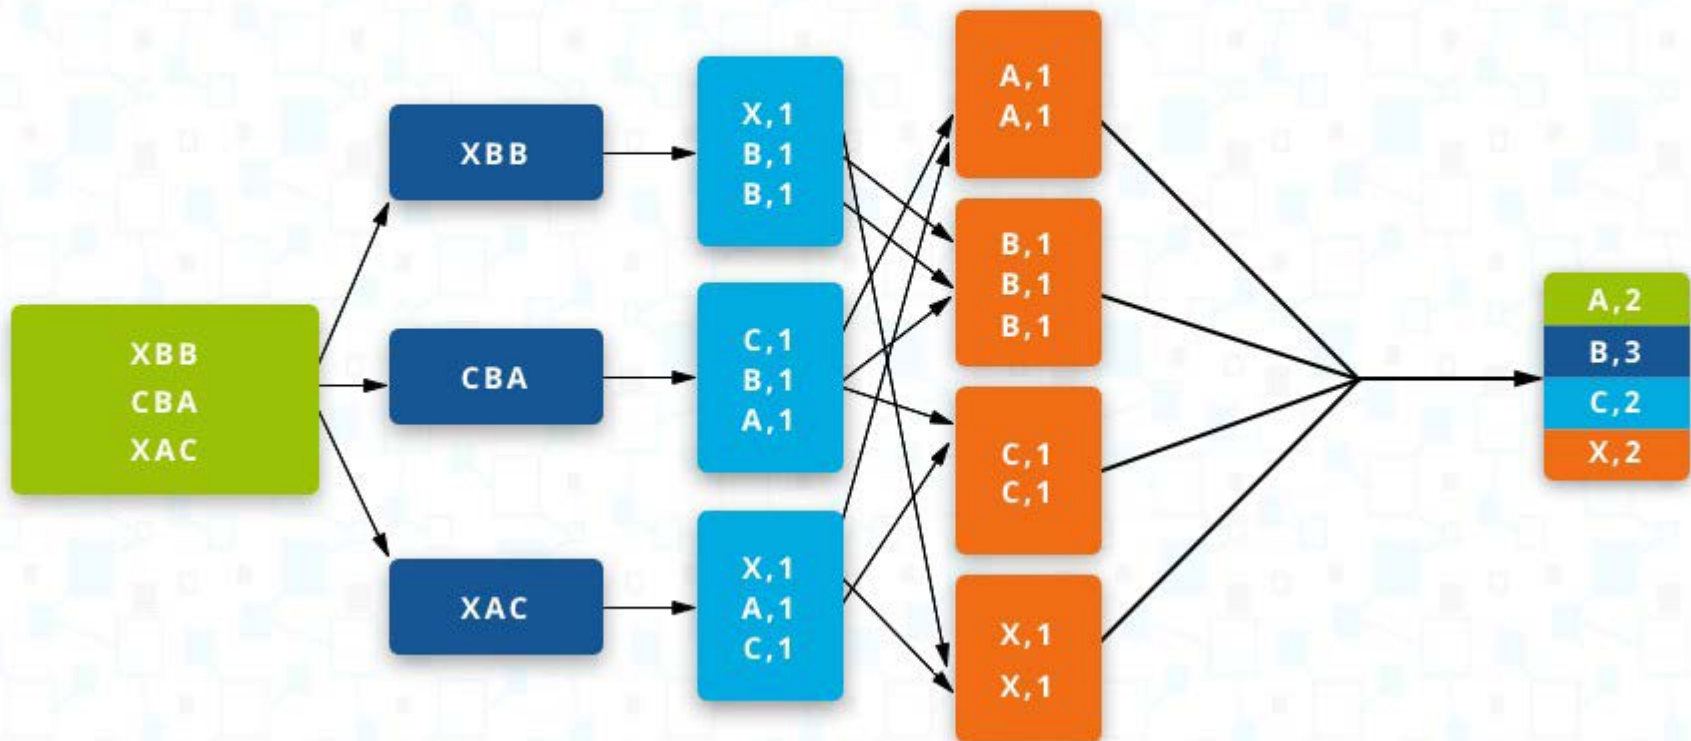 XBB
CBA
XAC
XBB
CBA
XAC
X,1
B,1
B,1
C,1
B,1
A,1
X,1
A,1
C,1
A,1
A,1
B,1
B,1
B,1
C,1
C,1
X,1
X,1
A,2
B,3
C,2
X,2